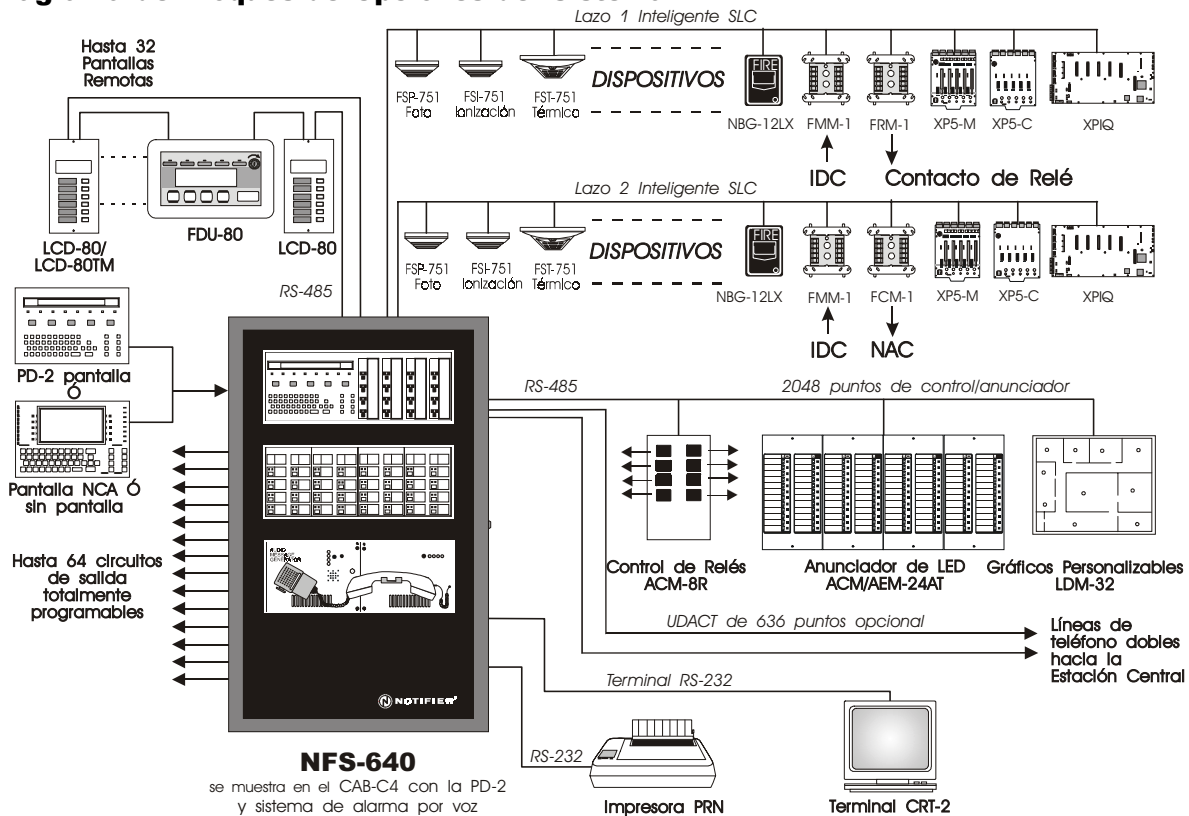 Lazo 1 Inteligente SLC
Hasta 32
Pantallas
Remotas
FSP-751
Foto
FSI-751
Ionización
FST-751
Térmico
DISPOSITIVOS
FIRE
NBG-12LX
FMM-1
FRM-1
XP5-M
XP5-C
XPIQ
IDC
Contacto de Relé
LCD-80/
LCD-80TM
FDU-80
LCD-80
RS-485
Lazo 2 Inteligente SLC
FSP-751
Foto
FSI-751
Ionización
FST-751
Térmico
DISPOSITIVOS
FIRE
NBG-12LX
FMM-1
FCM-1
XP5-M
XP5-C
XPIQ
IDC
NAC
PD-2 pantalla
Ó
Pantalla NCA Ó
sin pantalla
RS-485
2048 puntos de control/anunciador
Hasta 64 circuitos
de salida
totalmente
programables
Control de Relés
ACM-8R
Anunciador de LED
ACM/AEM-24AT
Gráficos Personalizables
LDM-32
UDACT de 636 puntos opcional
Líneas de
teléfono dobles
hacia la
Estación Central
Terminal RS-232
NOTIFIER
NFS-640
se muestra en el CAB-C4 con la PD-2
y sistema de alarma por voz
RS-232
Impresora PRN
Terminal CRT-2